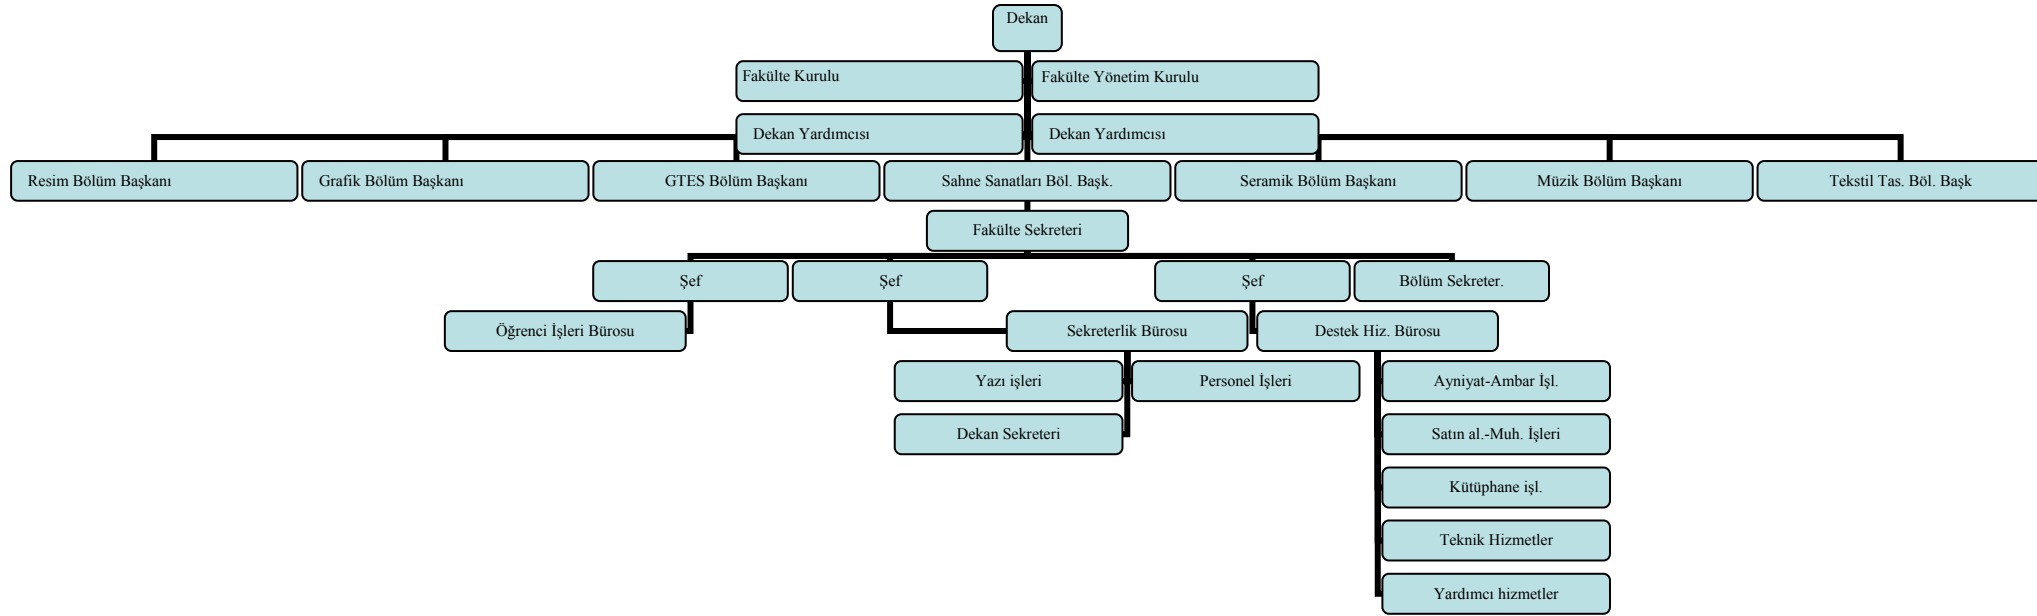 Dekan
Fakülte Kurulu
Fakülte Yönetim Kurulu
Dekan Yardımcısı
Dekan Yardımcısı
Resim Bölüm Başkanı
Grafik Bölüm Başkanı
GTES Bölüm Başkanı
Sahne Sanatları Böl. Başk.
Seramik Bölüm Başkanı
Müzik Bölüm Başkanı
Tekstil Tas. Böl. Başk
Fakülte Sekreteri
Şef
Şef
Şef
Bölüm Sekreter.
Öğrenci İşleri Bürosu
Sekreterlik Bürosu
Destek Hiz. Bürosu
Yazı işleri
Personel İşleri
Ayniyat-Ambar İşl.
Dekan Sekreteri
Satın al.-Muh. İşleri
Kütüphane işl.
Teknik Hizmetler
Yardımcı hizmetler